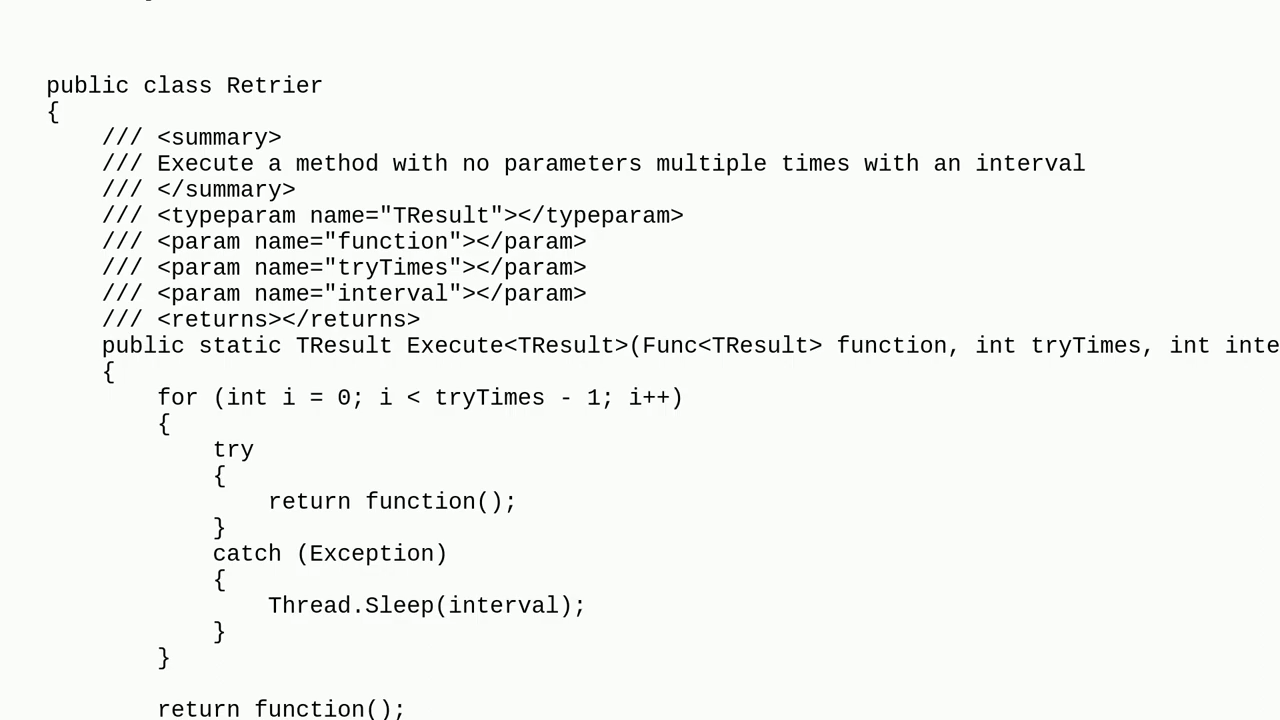 public class Retrier
{
/// <summary>
/// Execute a method with no parameters multiple times with an interval
/// </summary>
/// <typeparam name="TResult"></typeparam>
/// <param name="function"></param>
/// <param name="tryTimes"></param>
/// <param name="interval"></param>
/// <returns></returns>
public static TResult Execute<TResult>(Func<TResult> function, int tryTimes, int inte
{
for (int i = 0; i < tryTimes - 1; i++)
{
try
{
return function();
}
catch (Exception)
{
Thread.Sleep(interval);
}
}
return function();